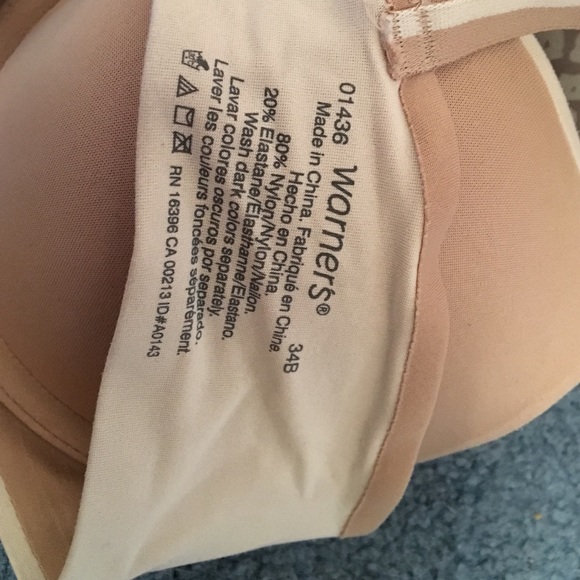 warners®
01436 34B
Made in China. Fabriqué en Chine
Hecho en China.
80% Nylon/Nylon/Nailon,
20% Elastane/Élasthanne/Elastano.
Wash dark colors separately.
Lavar colores oscuros por separado.
Laver les couleurs foncées séparément.
RN 16396 CA 00213 ID#A0143